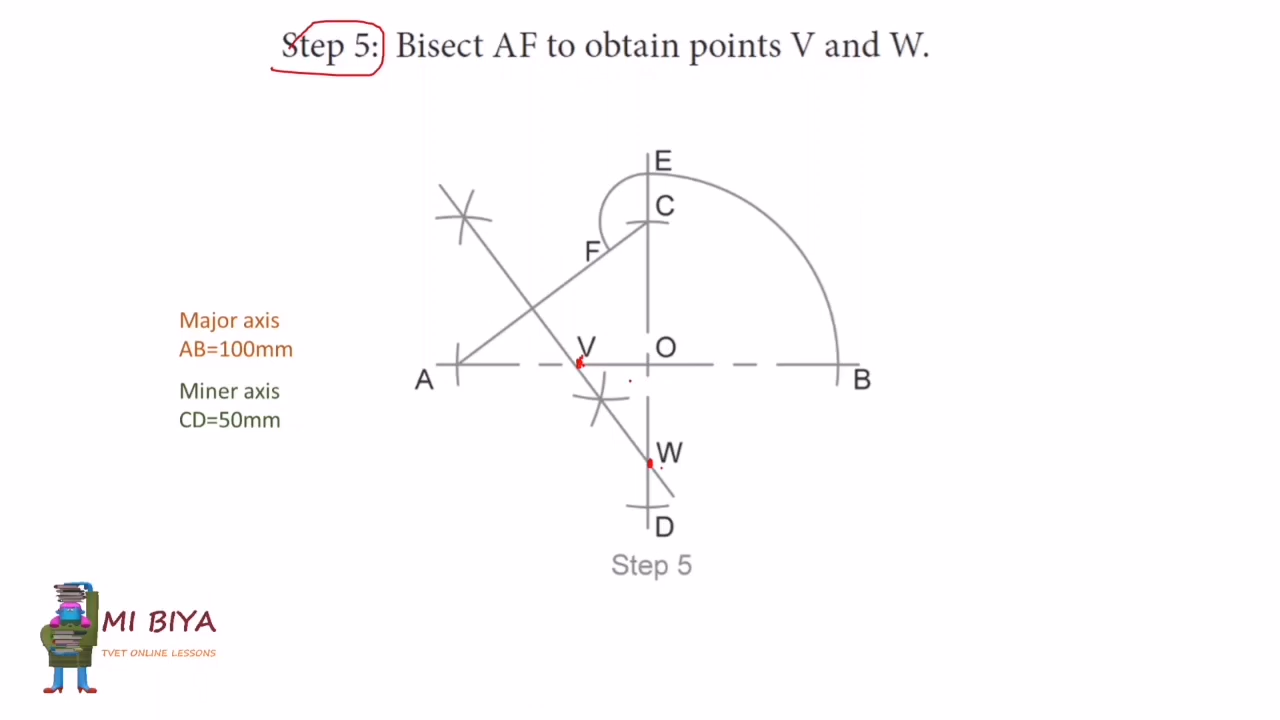 Step 5: Bisect AF to obtain points V and W.
E
C
F
Major axis
AB=100mm
V
O
A
B
Miner axis
CD=50mm
W
D
Step 5
MI BIYA
TVET ONLINE LESSONS